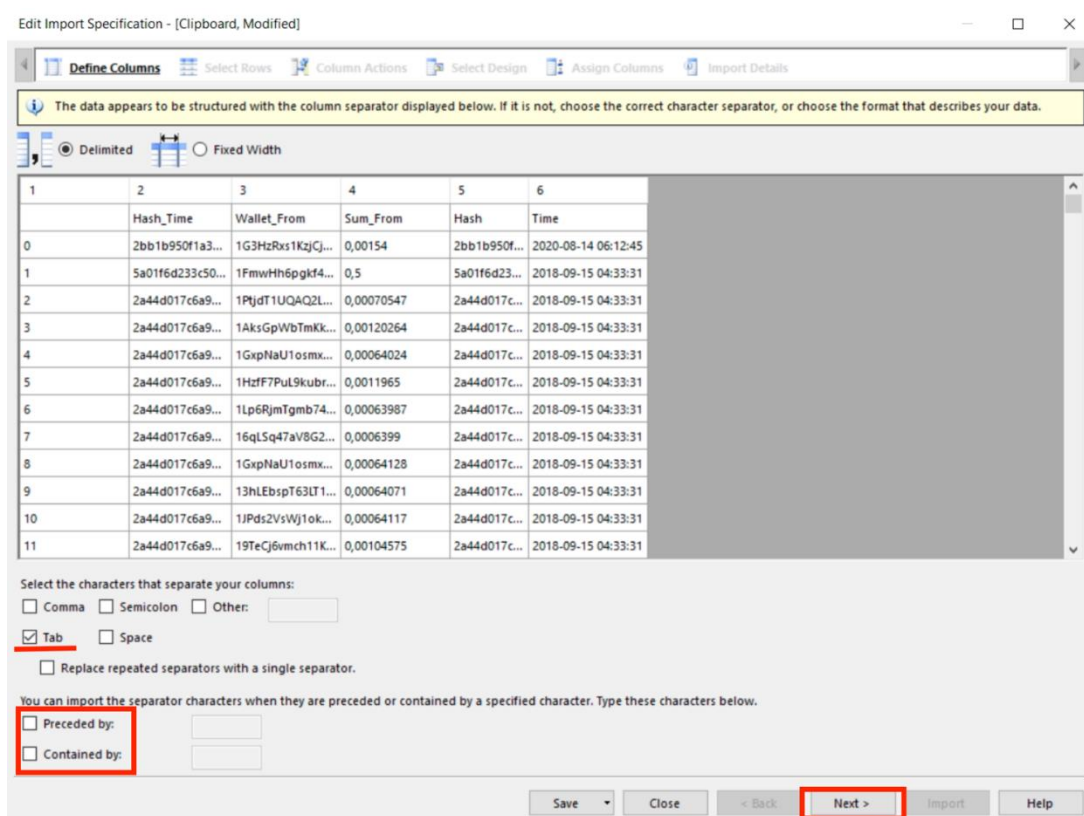 Edit Import Specification - [Clipboard, Modified]
Define Columns Select Rows Column Actions Select Design Assign Columns Import Details
The data appears to be structured with the column separator displayed below. If it is not, choose the correct character separator, or choose the format that describes your data.
Delimited Fixed Width
1 2 3 4 5 6
Hash_Time Wallet_From Sum_From Hash Time
0 2bb1b950f1a3... 1G3HzRxs1KzjCj... 0,00154 2bb1b950f... 2020-08-14 06:12:45
1 5a01f6d233c50... 1FmwHh6pgkf4... 0,5 5a01f6d23... 2018-09-15 04:33:31
2 2a44d017c6a9... 1PtjdT1UQAQ2L... 0,00070547 2a44d017c... 2018-09-15 04:33:31
3 2a44d017c6a9... 1AksGpWbTmKk... 0,00120264 2a44d017c... 2018-09-15 04:33:31
4 2a44d017c6a9... 1GxpNaU1osmx... 0,00064024 2a44d017c... 2018-09-15 04:33:31
5 2a44d017c6a9... 1HzfF7PuL9kubr... 0,0011965 2a44d017c... 2018-09-15 04:33:31
6 2a44d017c6a9... 1Lp6RjmTgmb74... 0,00063987 2a44d017c... 2018-09-15 04:33:31
7 2a44d017c6a9... 16qLSq47aV8G2... 0,0006399 2a44d017c... 2018-09-15 04:33:31
8 2a44d017c6a9... 1GxpNaU1osmx... 0,00064128 2a44d017c... 2018-09-15 04:33:31
9 2a44d017c6a9... 13hLEbspT63LT1... 0,00064071 2a44d017c... 2018-09-15 04:33:31
10 2a44d017c6a9... 1JPds2VsWj1ok... 0,00064117 2a44d017c... 2018-09-15 04:33:31
11 2a44d017c6a9... 19TeCj6vmch11K... 0,00104575 2a44d017c... 2018-09-15 04:33:31
Select the characters that separate your columns:
Comma Semicolon Other:
Tab Space
Replace repeated separators with a single separator.
You can import the separator characters when they are preceded or contained by a specified character. Type these characters below.
Preceded by:
Contained by:
Save Close < Back Next > Import Help